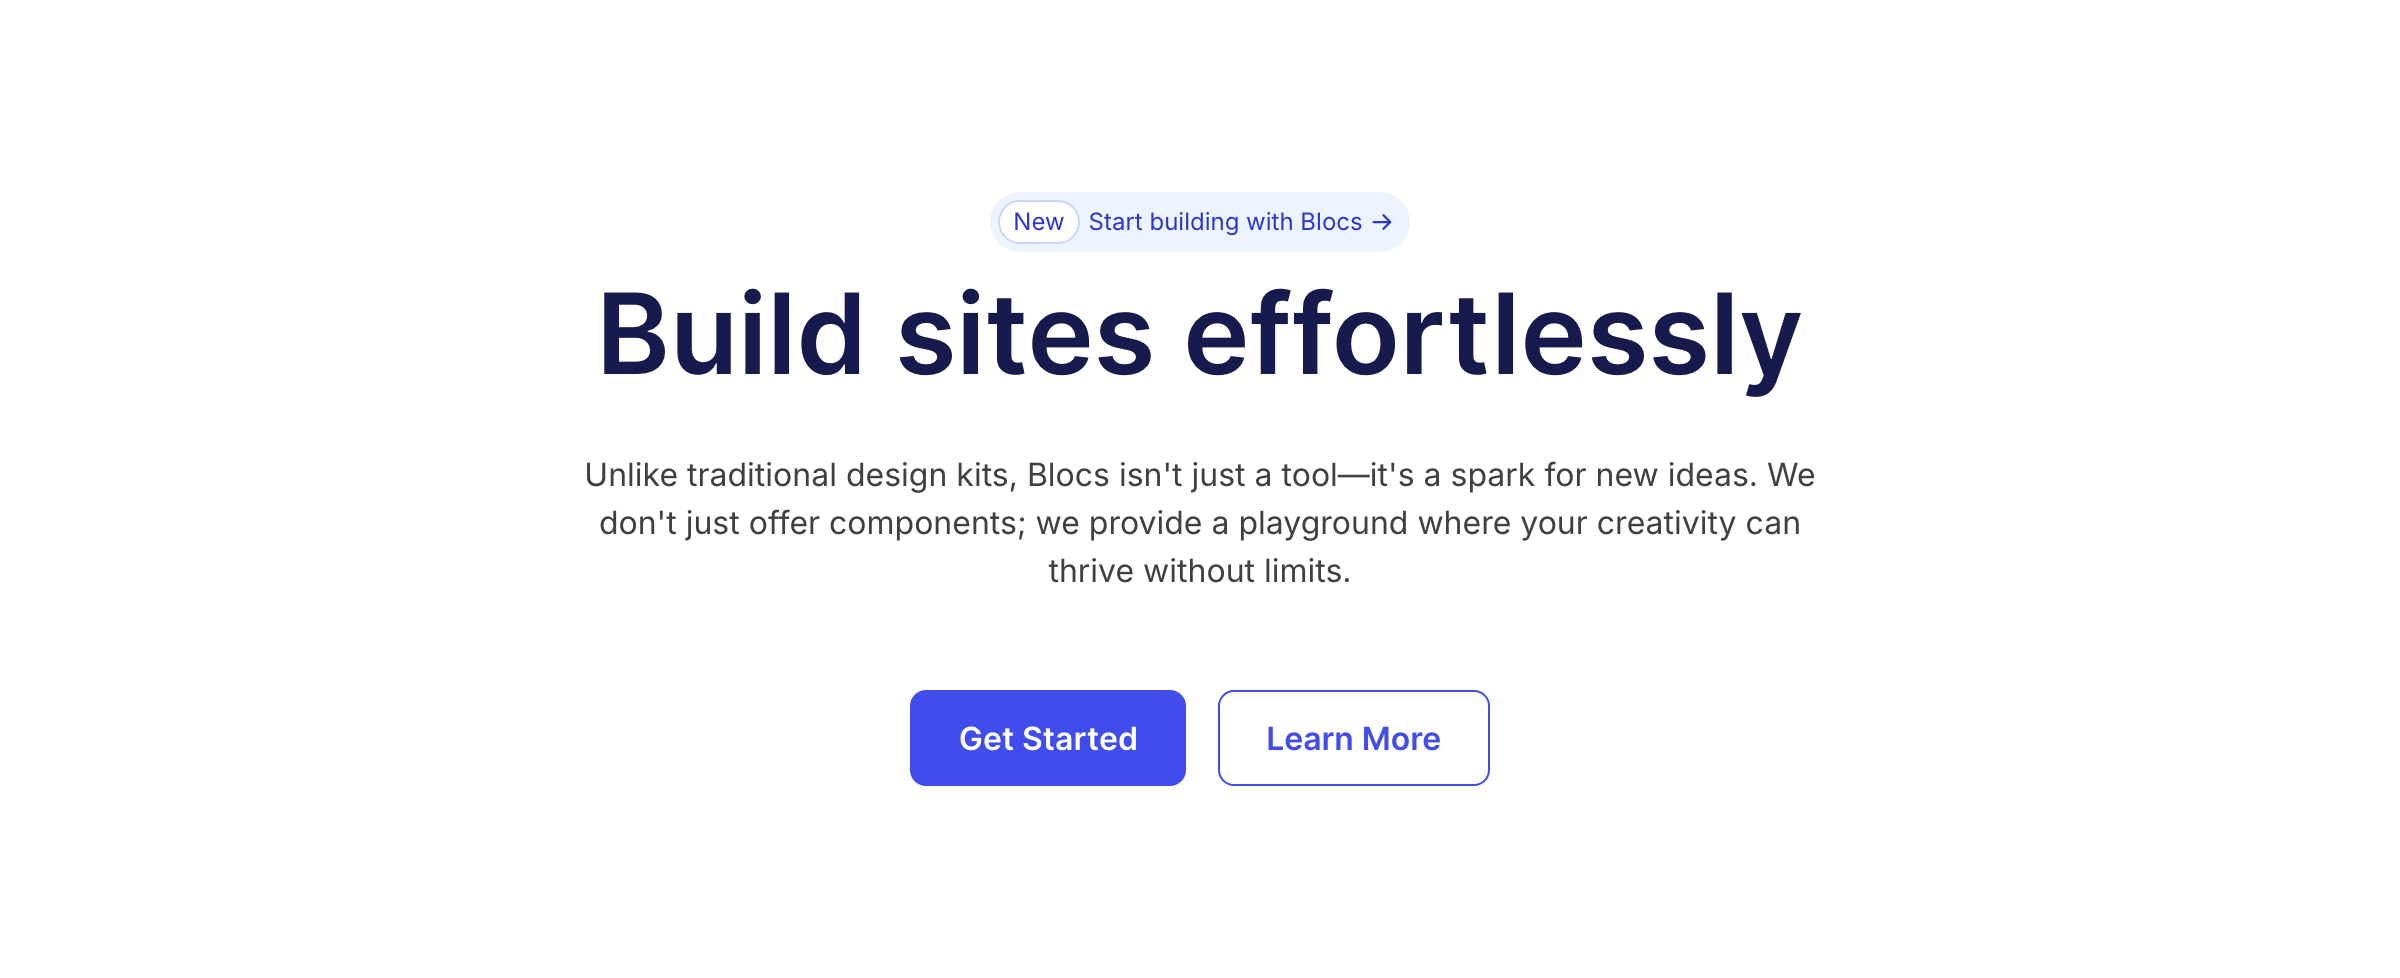 New Start building with Blocs →
Build sites effortlessly
Unlike traditional design kits, Blocs isn't just a tool—it's a spark for new ideas. We
don't just offer components; we provide a playground where your creativity can
thrive without limits.
Get Started Learn More